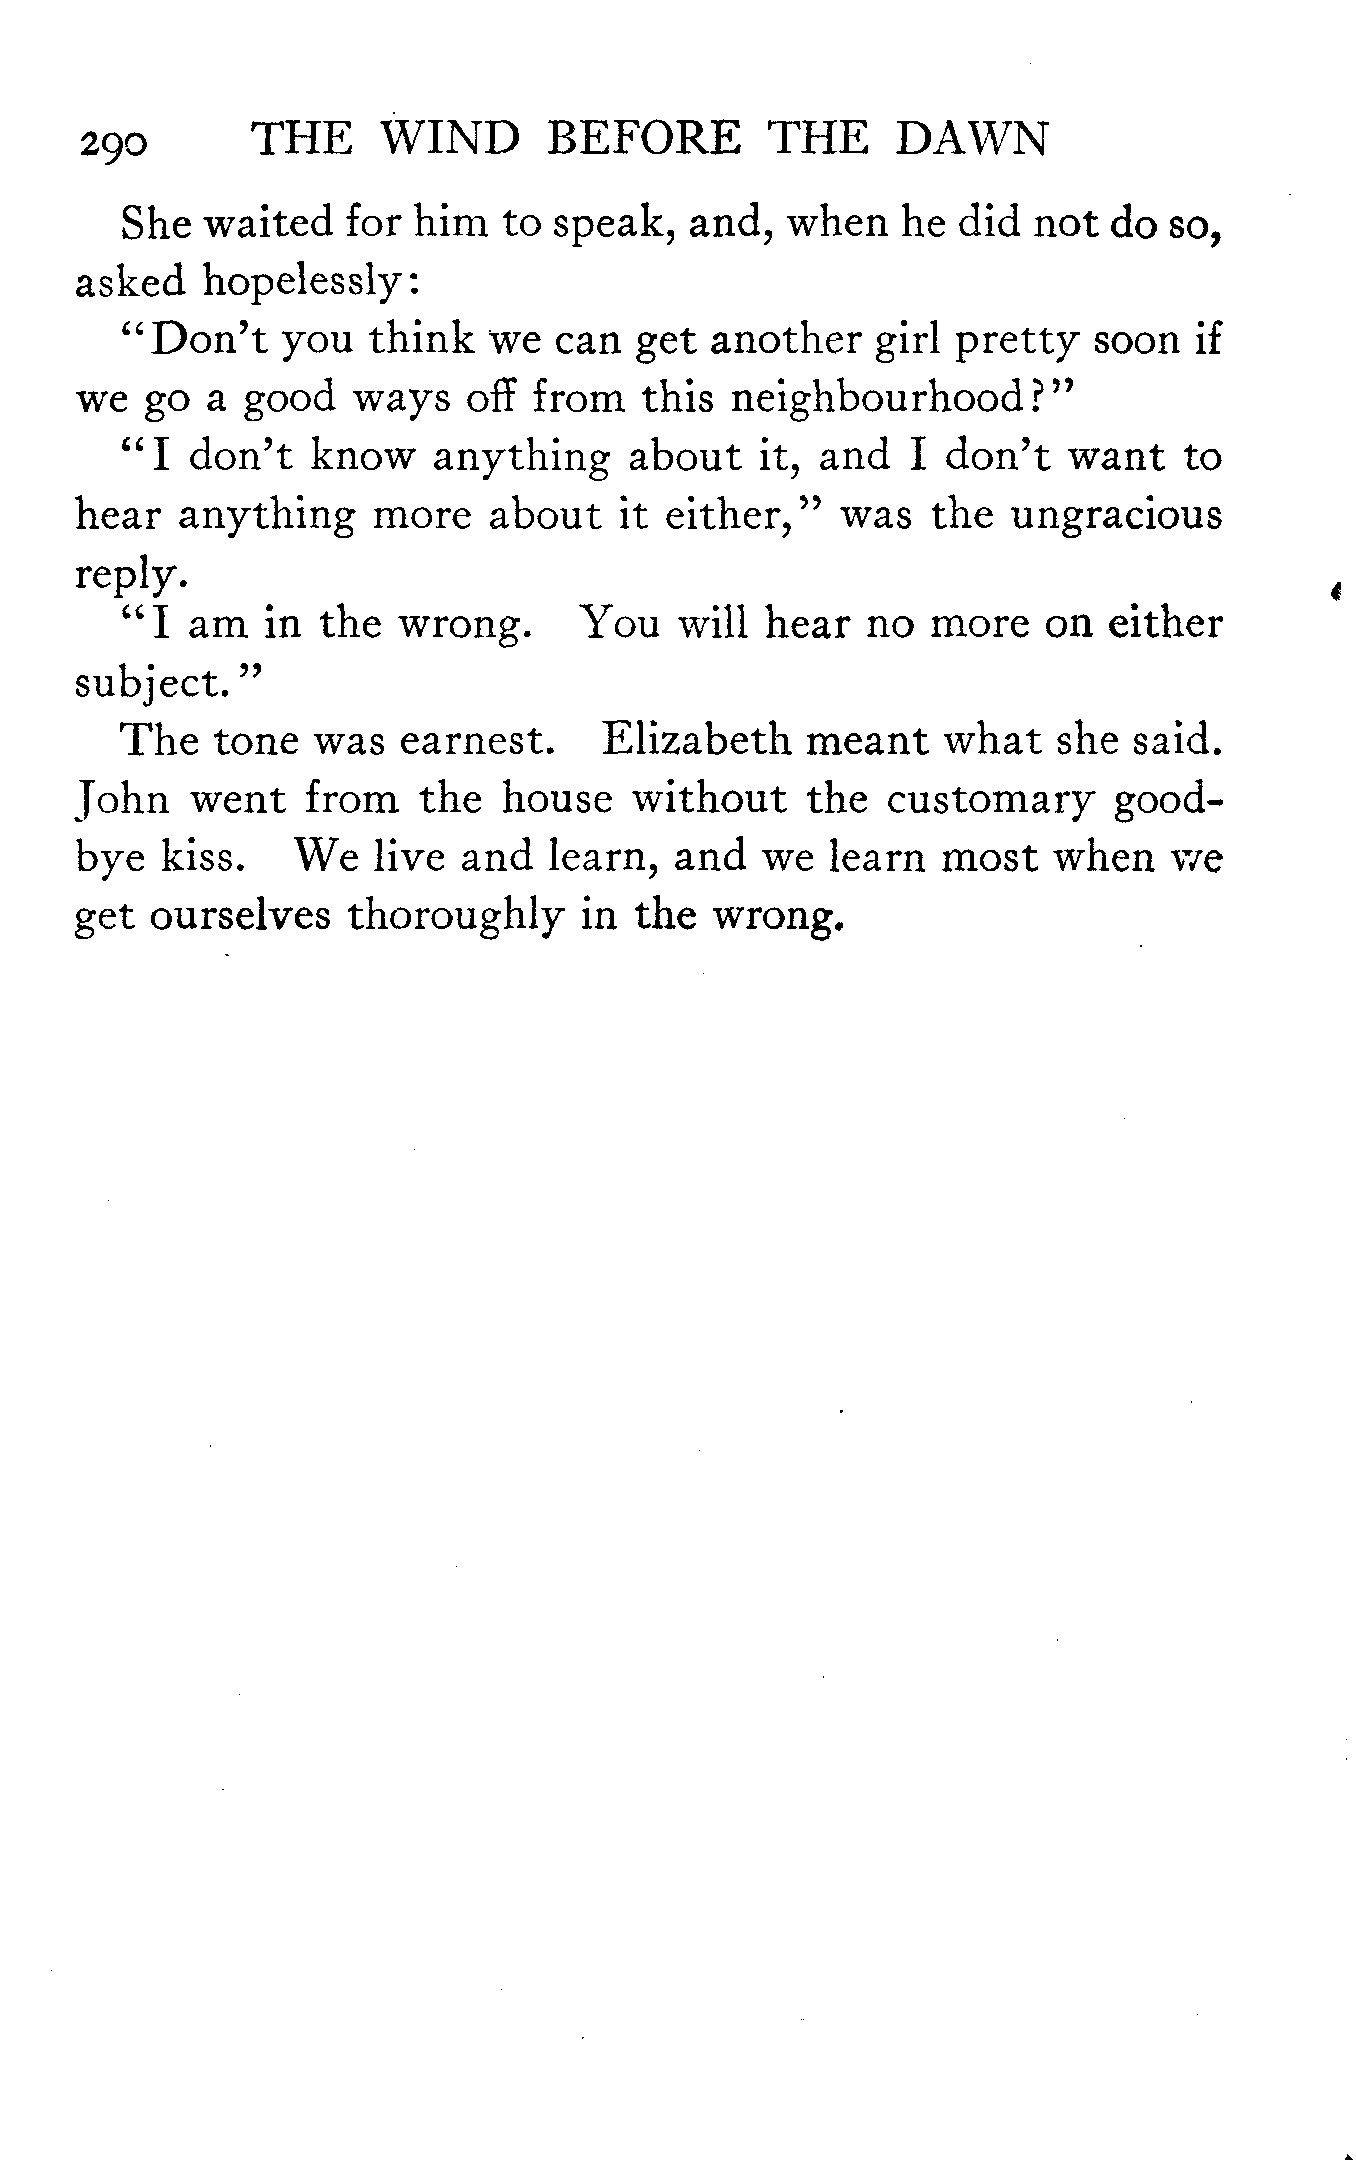 290 THE WIND BEFORE THE DAWN
She waited for him to speak, and, when he did not do so,
asked hopelessly:
"Don't you think we can get another girl pretty soon if
we go a good ways off from this neighbourhood?"
"I don't know anything about it, and I don't want to
hear anything more about it either," was the ungracious
reply.
"I am in the wrong. You will hear no more on either
subject."
The tone was earnest. Elizabeth meant what she said.
John went from the house without the customary good-
bye kiss. We live and learn, and we learn most when we
get ourselves thoroughly in the wrong.